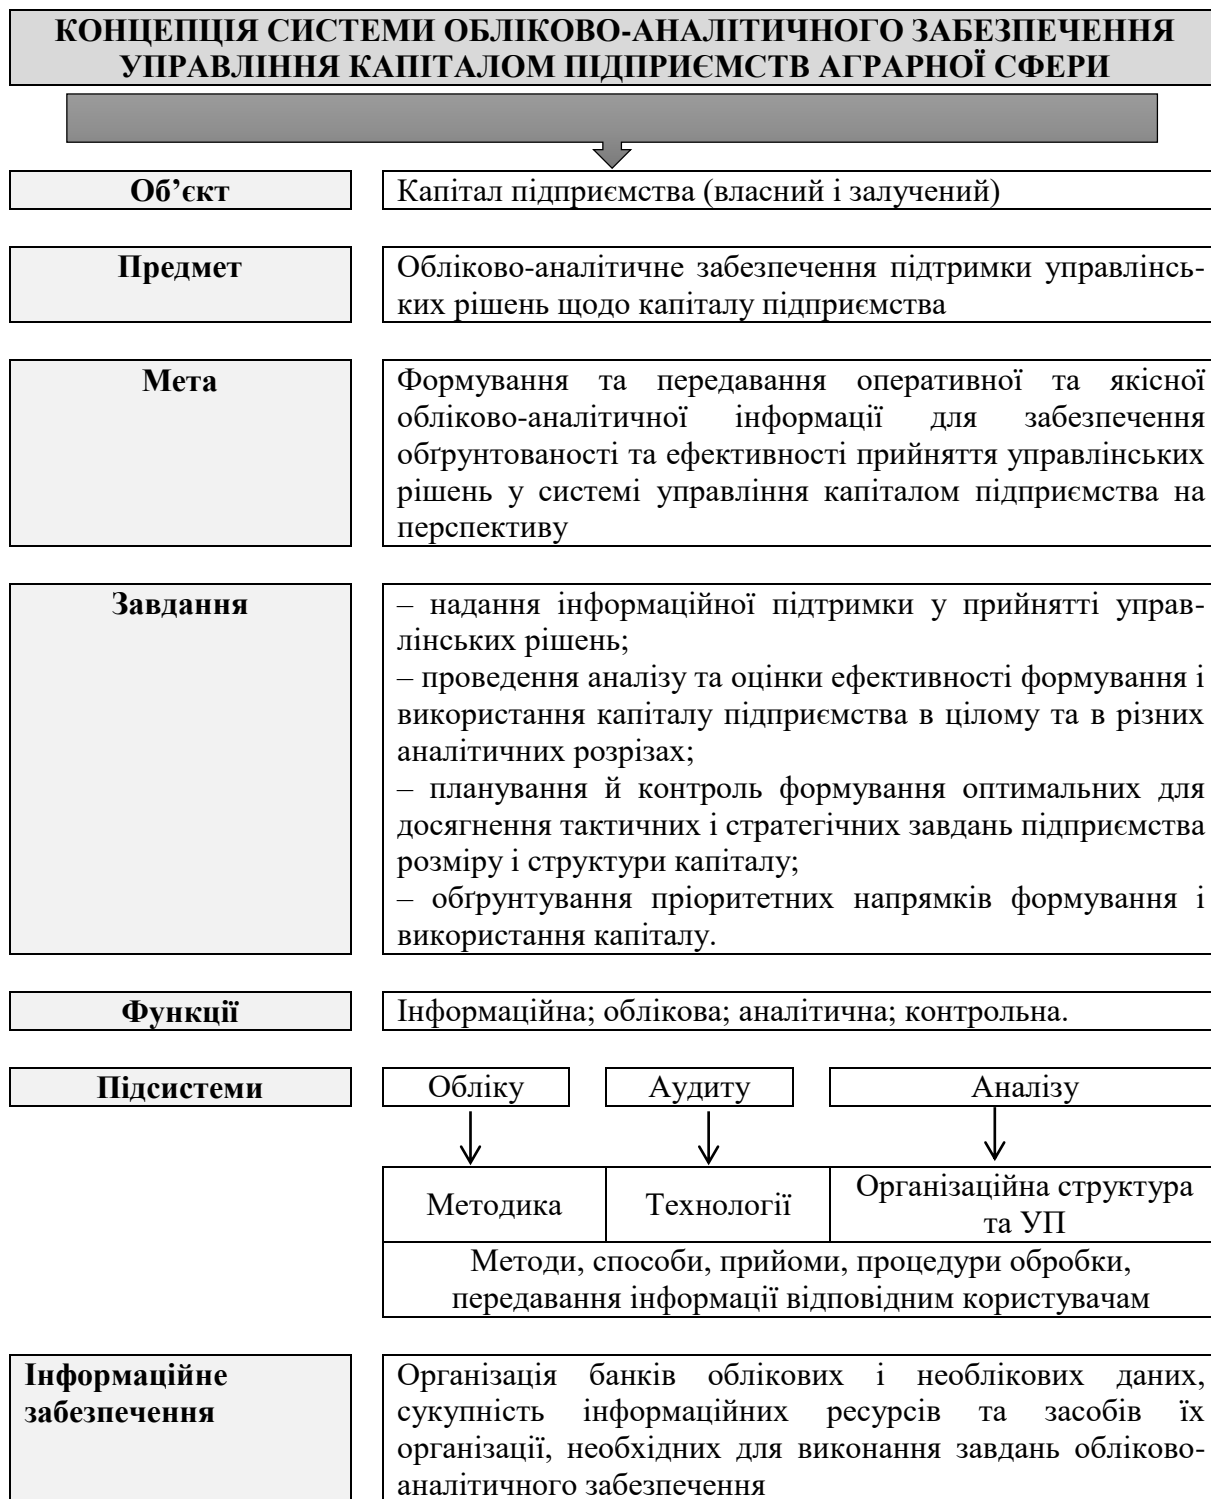 КОНЦЕПЦІЯ СИСТЕМИ ОБЛІКОВО-АНАЛІТИЧНОГО ЗАБЕЗПЕЧЕННЯ
УПРАВЛІННЯ КАПІТАЛОМ ПІДПРИЄМСТВ АГРАРНОЇ СФЕРИ
Об’єкт
Капітал підприємства (власний і залучений)
Предмет
Обліково-аналітичне забезпечення підтримки управлінсь-
ких рішень щодо капіталу підприємства
Мета
Формування та передавання оперативної та якісної
обліково-аналітичної інформації для забезпечення
обґрунтованості та ефективності прийняття управлінських
рішень у системі управління капіталом підприємства на
перспективу
Завдання
– надання інформаційної підтримки у прийнятті управ-
лінських рішень;
– проведення аналізу та оцінки ефективності формування і
використання капіталу підприємства в цілому та в різних
аналітичних розрізах;
– планування й контроль формування оптимальних для
досягнення тактичних і стратегічних завдань підприємства
розміру і структури капіталу;
– обґрунтування пріоритетних напрямків формування і
використання капіталу.
Функції
Інформаційна; облікова; аналітична; контрольна.
Підсистеми
Обліку
Аудиту
Аналізу
Методика
Технології
Організаційна структура
та УП
Методи, способи, прийоми, процедури обробки,
передавання інформації відповідним користувачам
Інформаційне
забезпечення
Організація банків облікових і необлікових даних,
сукупність інформаційних ресурсів та засобів їх
організації, необхідних для виконання завдань обліково-
аналітичного забезпечення